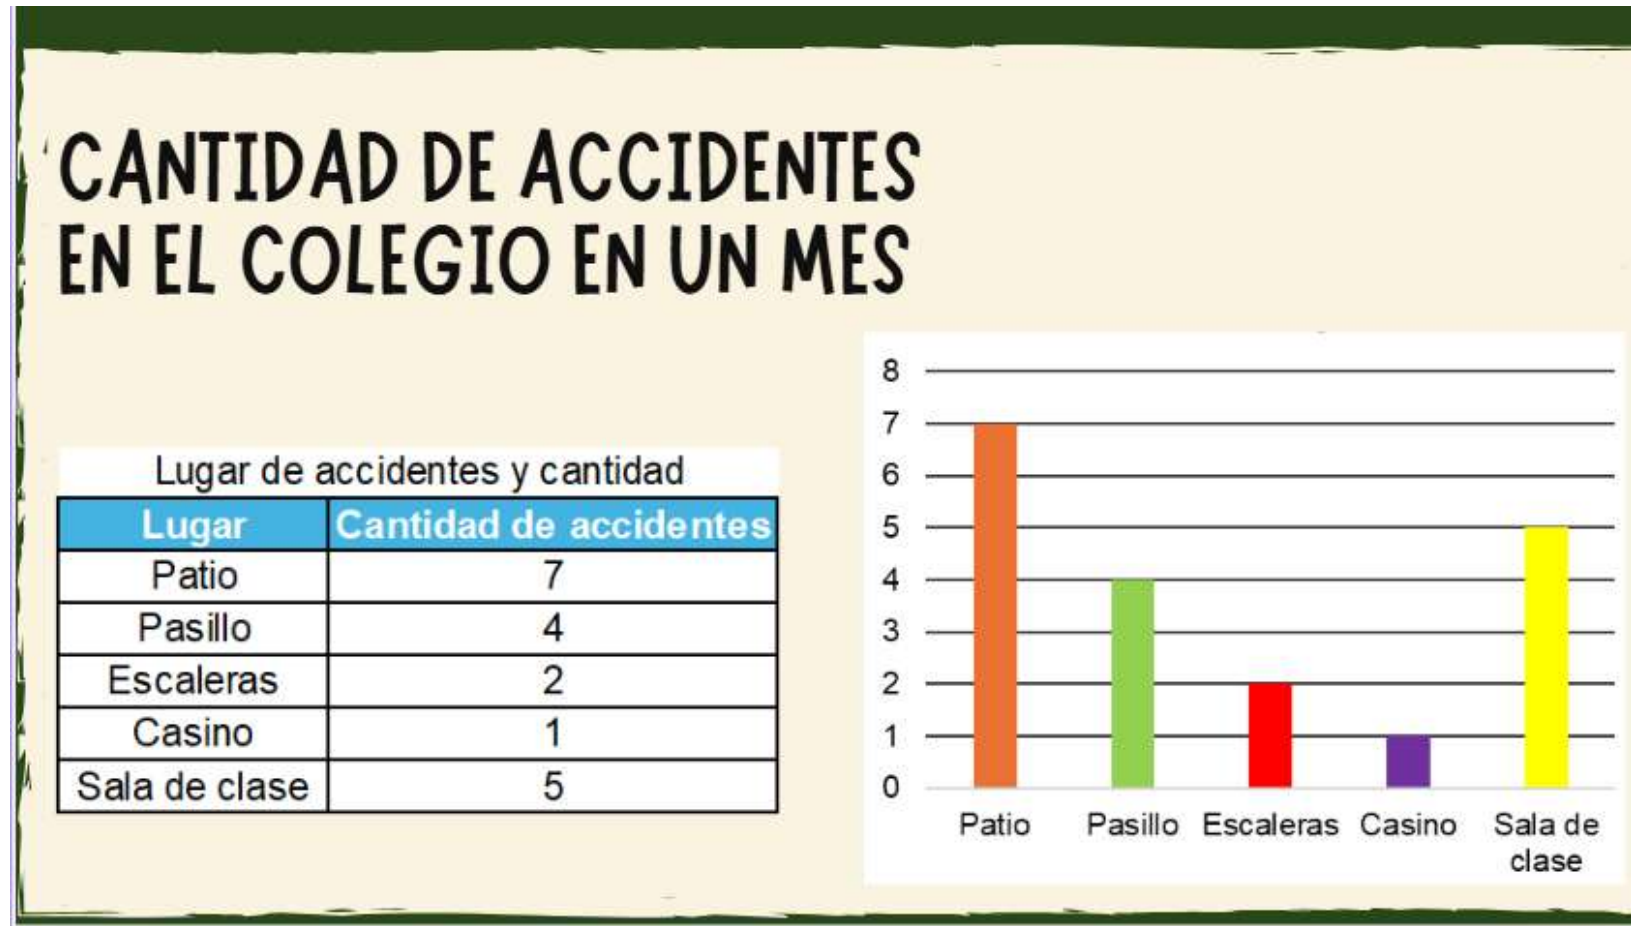 CANTIDAD DE ACCIDENTES
EN EL COLEGIO EN UN MES
Lugar de accidentes y cantidad
Lugar Cantidad de accidentes
Patio 7
Pasillo 4
Escaleras 2
Casino 1
Sala de clase 5
8
7
6
5
4
3
2
1
0
Patio Pasillo Escaleras Casino Sala de
clase